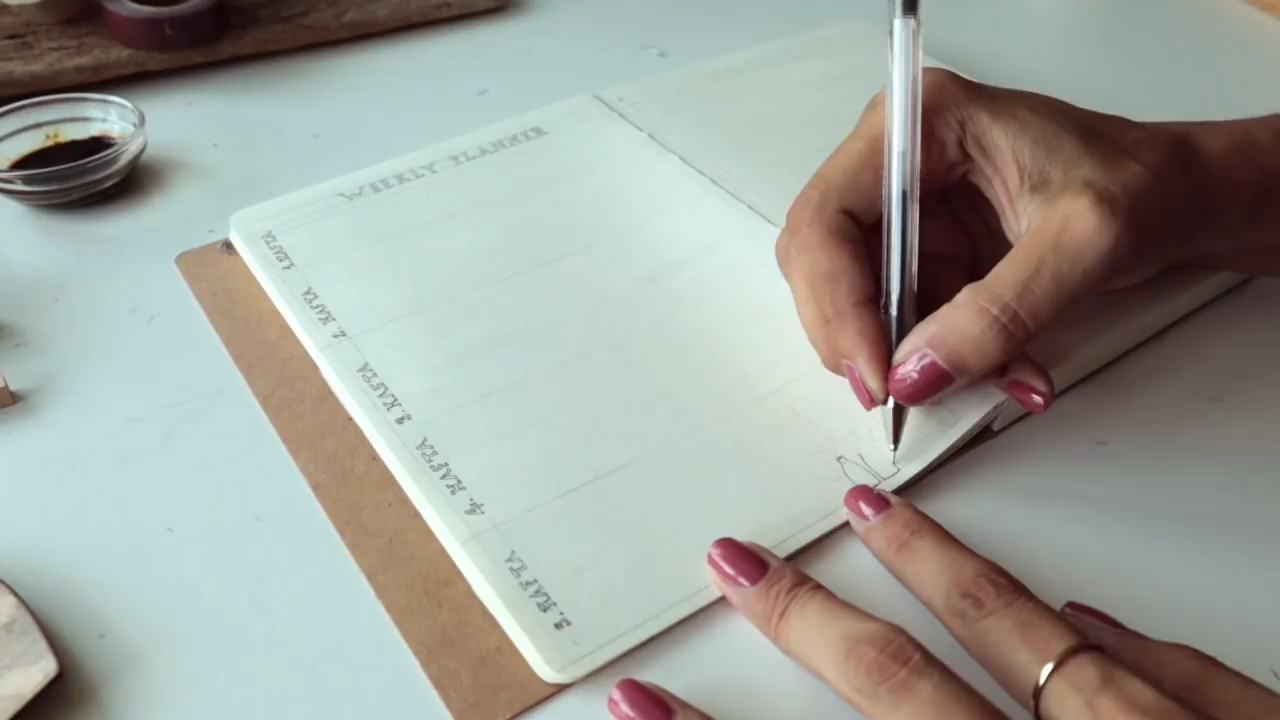 WEEKLY PLANNER
1. HAFTA
2. HAFTA
3. HAFTA
4. HAFTA
5. HAFTA